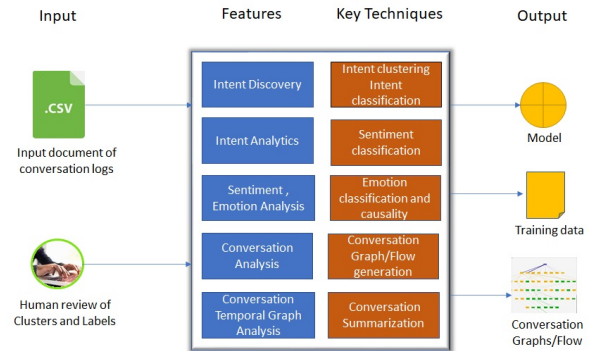 Input
Features
Key Techniques
Output
.CSV
Input document of
conversation logs
Human review of
Clusters and Labels
Intent Discovery
Intent Analytics
Sentiment ,
Emotion Analysis
Conversation
Analysis
Conversation
Temporal Graph
Analysis
Intent clustering
Intent
classification
Sentiment
classification
Emotion
classification and
causality
Conversation
Graph/Flow
generation
Conversation
Summarization
Model
Training data
Conversation
Graphs/Flow